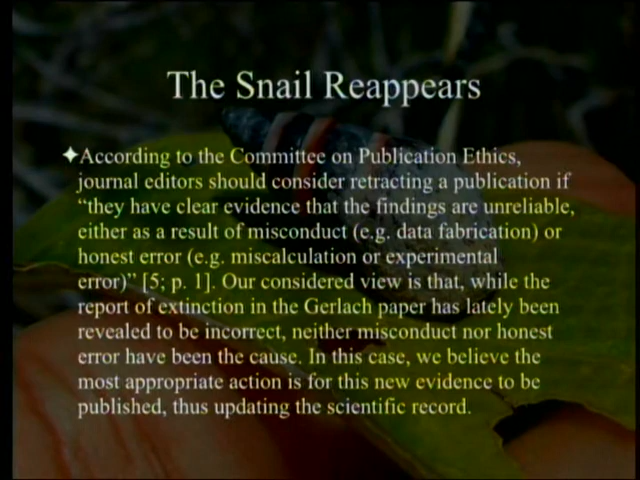 The Snail Reappears
✦According to the Committee on Publication Ethics,
journal editors should consider retracting a publication if
“they have clear evidence that the findings are unreliable,
either as a result of misconduct (e.g. data fabrication) or
honest error (e.g. miscalculation or experimental
error)” [5; p. 1]. Our considered view is that, while the
report of extinction in the Gerlach paper has lately been
revealed to be incorrect, neither misconduct nor honest
error have been the cause. In this case, we believe the
most appropriate action is for this new evidence to be
published, thus updating the scientific record.